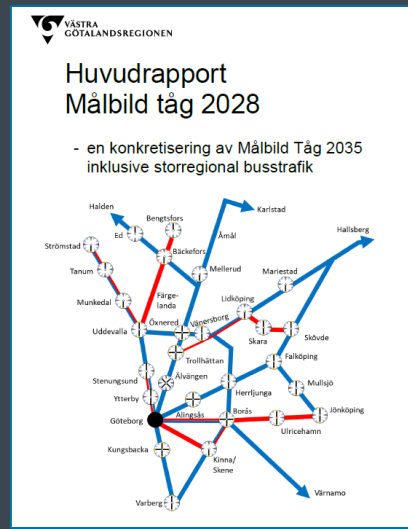 VÄSTRA
GÖTALANDSREGIONEN
Huvudrapport
Målbild tåg 2028
- en konkretisering av Målbild Tåg 2035
inklusive storregional busstrafik
Halden
Karlstad
Bengtsfors
Ed
Åmål
Hallsberg
Strömstad
Bäckefors
Tanum
Mellerud
Mariestad
Munkedal
Färge-
landa
Lidköping
Öxnered
Vänersborg
Uddevalla
Skara
Skövde
Trollhättan
Falköping
Stenungsund
Älvängen
Mullsjö
Ytterby
Herrljunga
Göteborg
Alingsås
Borås
Jönköping
Ulricehamn
Kungsbacka
Kinna/
Skene
Värnamo
Varberg